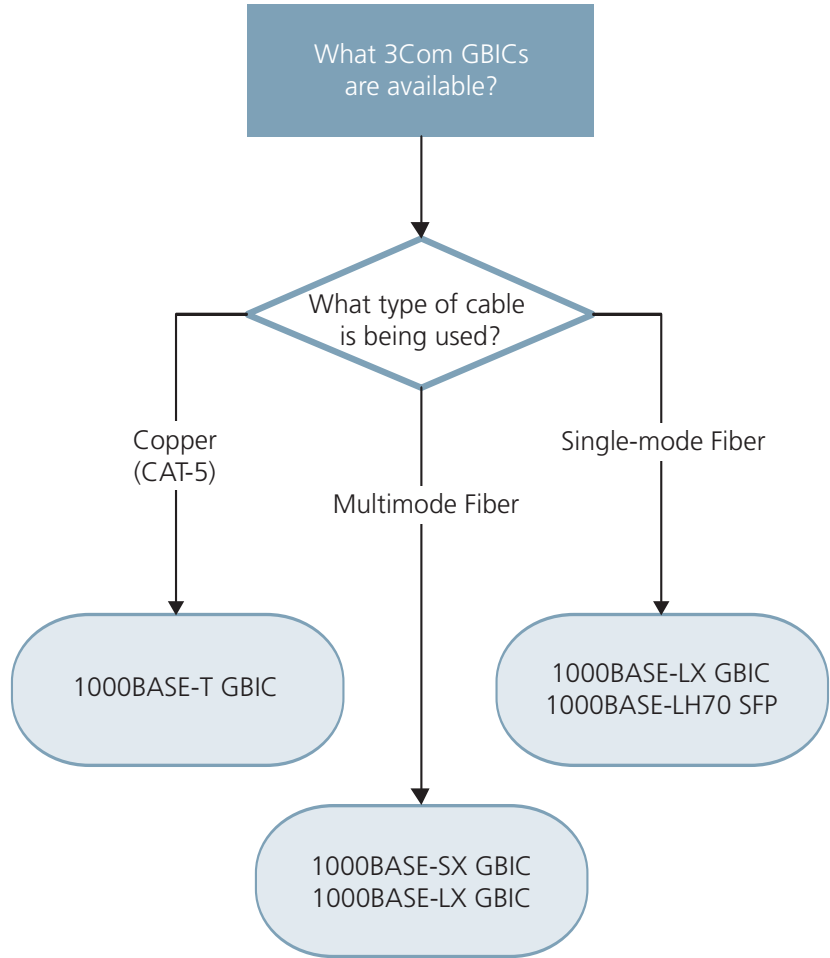 What 3Com GBICs
are available?
What type of cable
is being used?
Copper
(CAT-5)
Multimode Fiber
Single-mode Fiber
1000BASE-T GBIC
1000BASE-LX GBIC
1000BASE-LH70 SFP
1000BASE-SX GBIC
1000BASE-LX GBIC